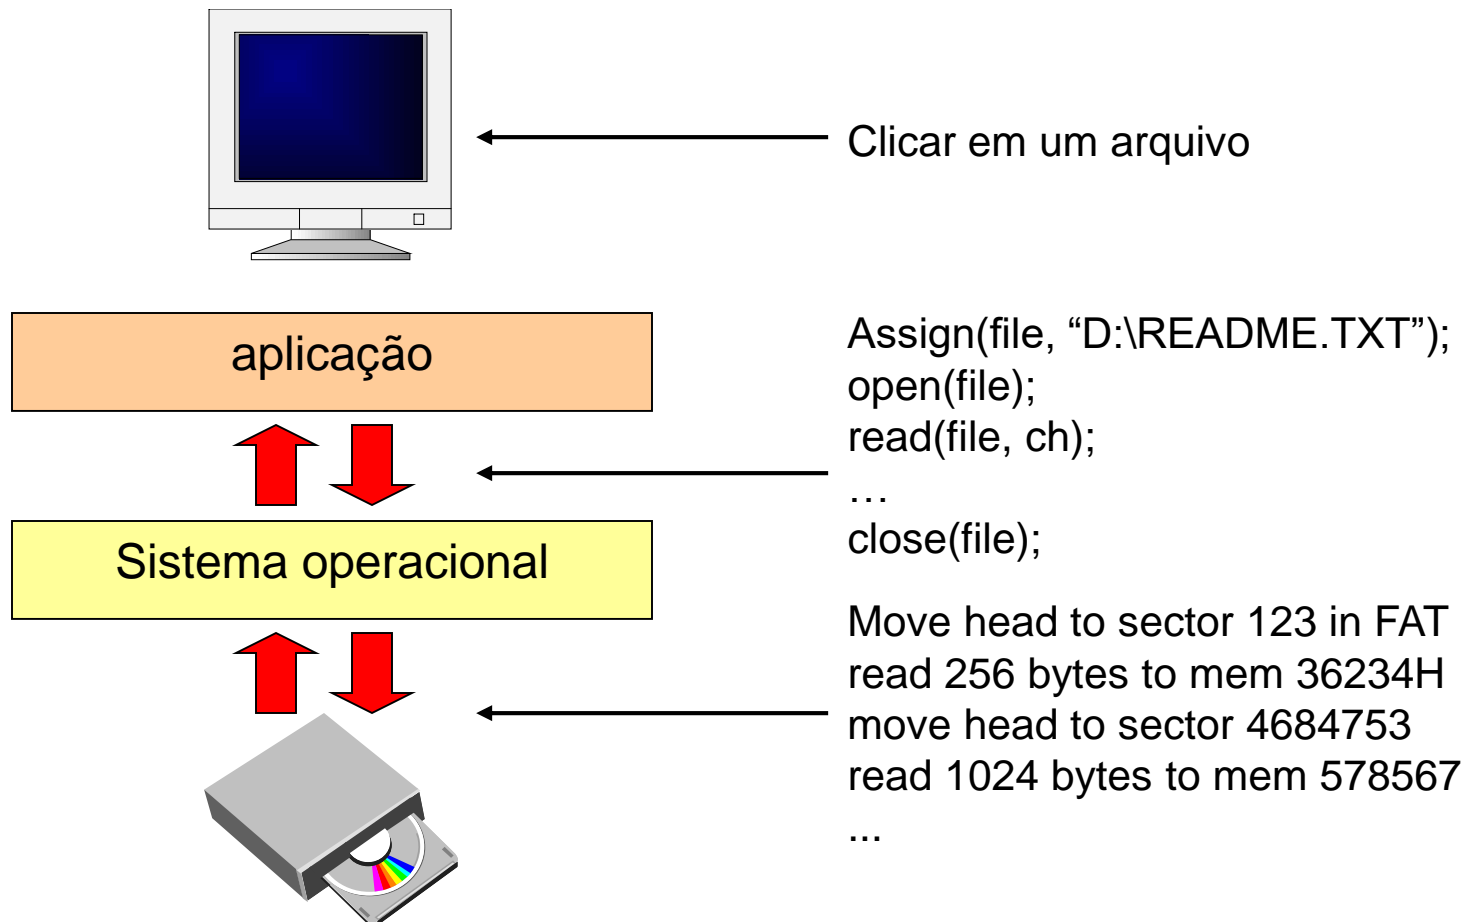 Clicar em um arquivo
aplicação
Assign(file, “D:\README.TXT”);
open(file);
read(file, ch);
…
close(file);
Sistema operacional
Move head to sector 123 in FAT
read 256 bytes to mem 36234H
move head to sector 4684753
read 1024 bytes to mem 578567
...